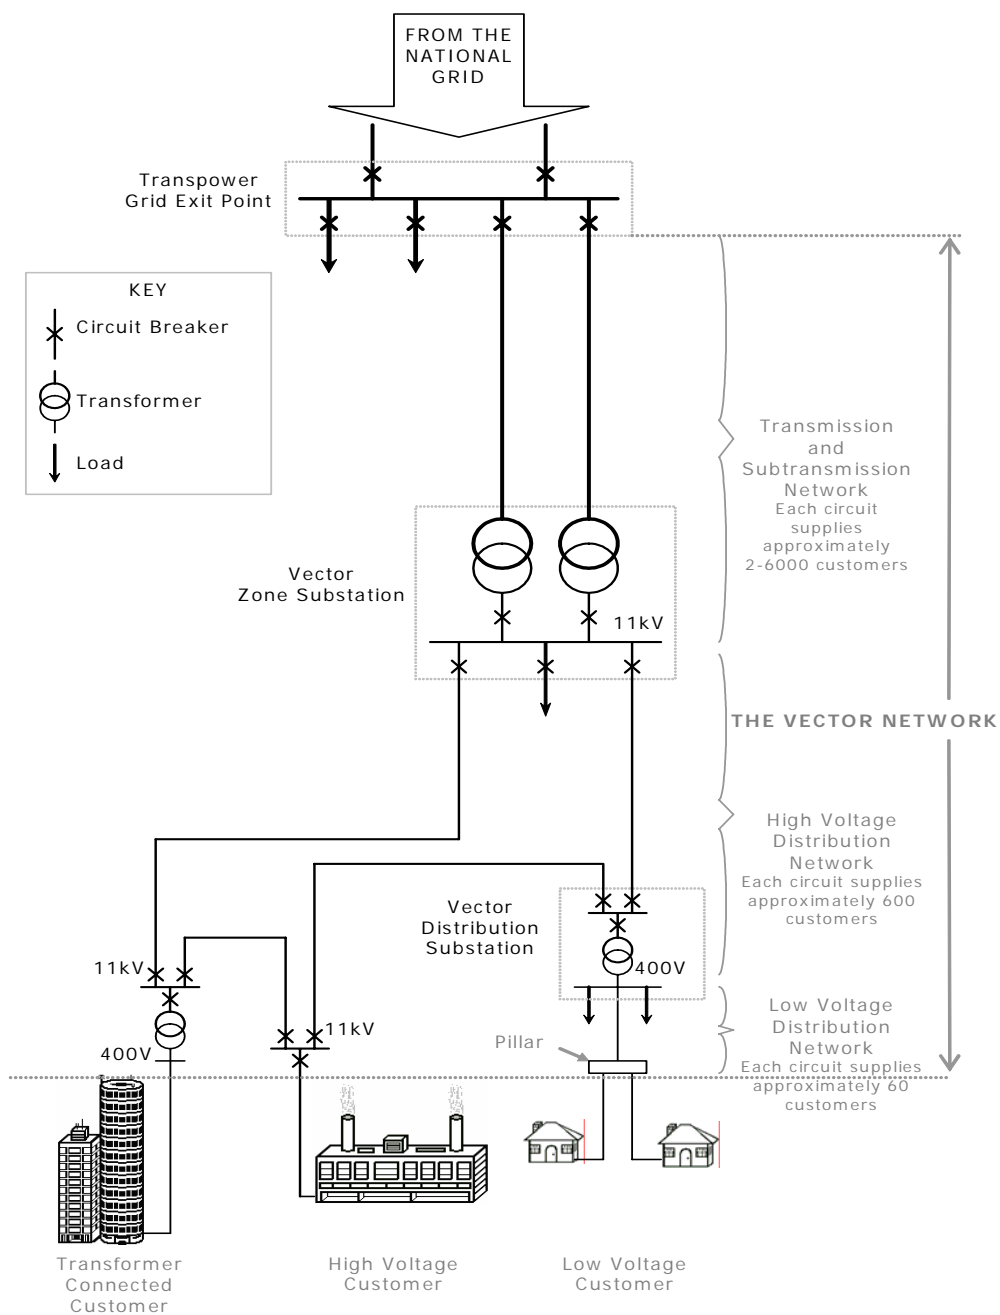 FROM THE
NATIONAL
GRID
Transpower
Grid Exit Point
KEY
Circuit Breaker
Transformer
Load
Transmission
and
Subtransmission
Network
Each circuit
supplies
approximately
2-6000 customers
Vector
Zone Substation
11kV
THE VECTOR NETWORK
High Voltage
Distribution
Network
Each circuit supplies
approximately 600
customers
Vector
Distribution
Substation
400V
11kV
Low Voltage
Distribution
Network
Each circuit supplies
approximately 60
customers
11kV
400V
Pillar
Transformer
Connected
Customer
High Voltage
Customer
Low Voltage
Customer